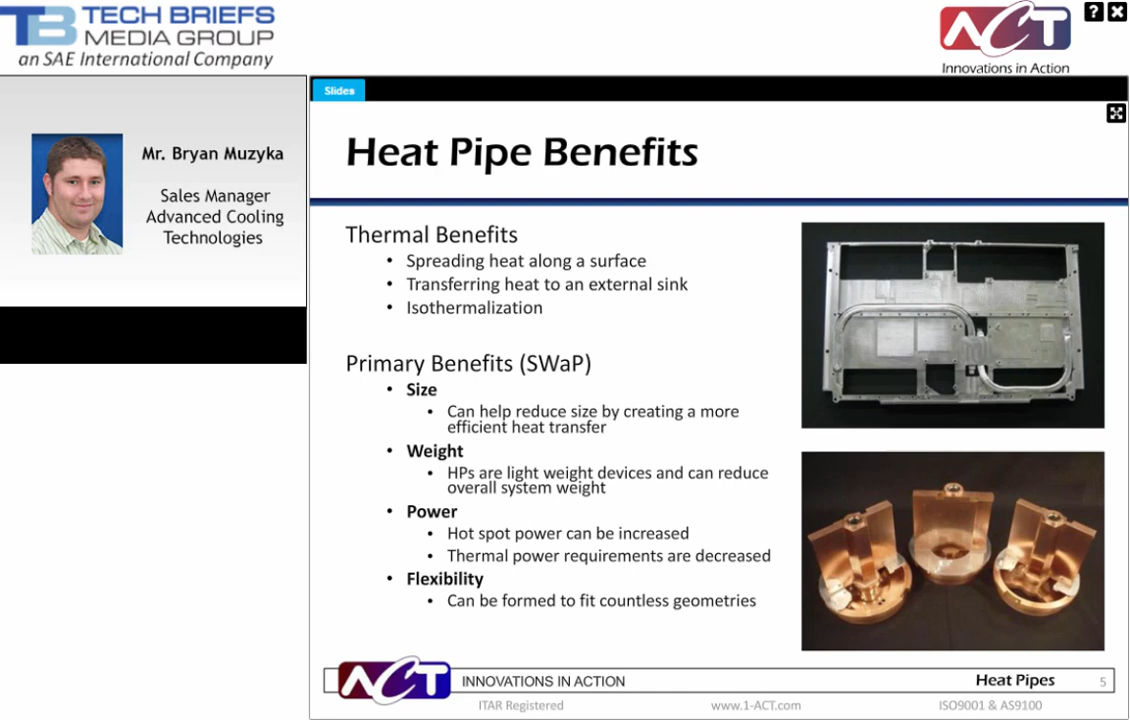 TB TECH BRIEFS
MEDIA GROUP
an SAE International Company
ACT
Innovations in Action
? X
Slides
Mr. Bryan Muzyka
Sales Manager
Advanced Cooling
Technologies
Heat Pipe Benefits
Thermal Benefits
• Spreading heat along a surface
• Transferring heat to an external sink
• Isothermalization
Primary Benefits (SWaP)
• Size
• Can help reduce size by creating a more
efficient heat transfer
• Weight
• HPs are light weight devices and can reduce
overall system weight
• Power
• Hot spot power can be increased
• Thermal power requirements are decreased
• Flexibility
• Can be formed to fit countless geometries
ACT INNOVATIONS IN ACTION Heat Pipes 5
ITAR Registered www.1-ACT.com ISO9001 & AS9100